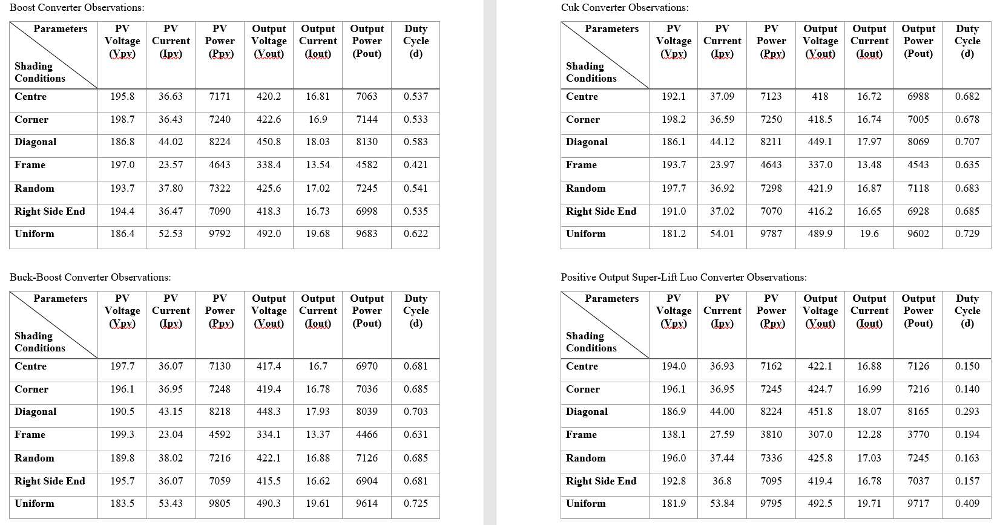 Boost Converter Observations:
Parameters PV Voltage (Vpv) PV Current (Ipv) PV Power (Ppv) Output Voltage (Vout) Output Current (Iout) Output Power (Pout) Duty Cycle (d)
Shading Conditions
Centre 195.8 36.63 7171 420.2 16.81 7063 0.537
Corner 198.7 36.43 7240 422.6 16.9 7144 0.533
Diagonal 186.8 44.02 8224 450.8 18.03 8130 0.583
Frame 197.0 23.57 4643 338.4 13.54 4582 0.421
Random 193.7 37.80 7322 425.6 17.02 7245 0.541
Right Side End 194.4 36.47 7090 418.3 16.73 6998 0.535
Uniform 186.4 52.53 9792 492.0 19.68 9683 0.622
Buck-Boost Converter Observations:
Parameters PV Voltage (Vpv) PV Current (Ipv) PV Power (Ppv) Output Voltage (Vout) Output Current (Iout) Output Power (Pout) Duty Cycle (d)
Shading Conditions
Centre 197.7 36.07 7130 417.4 16.7 6970 0.681
Corner 196.1 36.95 7248 419.4 16.78 7036 0.685
Diagonal 190.5 43.15 8218 448.3 17.93 8039 0.703
Frame 199.3 23.04 4592 334.1 13.37 4466 0.631
Random 189.8 38.02 7216 422.1 16.88 7126 0.685
Right Side End 195.7 36.07 7059 415.5 16.62 6904 0.681
Uniform 183.5 53.43 9805 490.3 19.61 9614 0.725
Cuk Converter Observations:
Parameters PV Voltage (Vpv) PV Current (Ipv) PV Power (Ppv) Output Voltage (Vout) Output Current (Iout) Output Power (Pout) Duty Cycle (d)
Shading Conditions
Centre 192.1 37.09 7123 418 16.72 6988 0.682
Corner 198.2 36.59 7250 418.5 16.74 7005 0.678
Diagonal 186.1 44.12 8211 449.1 17.97 8069 0.707
Frame 193.7 23.97 4643 337.0 13.48 4543 0.635
Random 197.7 36.92 7298 421.9 16.87 7118 0.683
Right Side End 191.0 37.02 7070 416.2 16.65 6928 0.685
Uniform 181.2 54.01 9787 489.9 19.6 9602 0.729
Positive Output Super-Lift Luo Converter Observations:
Parameters PV Voltage (Vpv) PV Current (Ipv) PV Power (Ppv) Output Voltage (Vout) Output Current (Iout) Output Power (Pout) Duty Cycle (d)
Shading Conditions
Centre 194.0 36.93 7162 422.1 16.88 7126 0.150
Corner 196.1 36.95 7245 424.7 16.99 7216 0.140
Diagonal 186.9 44.00 8224 451.8 18.07 8165 0.293
Frame 138.1 27.59 3810 307.0 12.28 3770 0.194
Random 196.0 37.44 7336 425.8 17.03 7245 0.163
Right Side End 192.8 36.8 7095 419.4 16.78 7037 0.157
Uniform 181.9 53.84 9795 492.5 19.71 9717 0.409